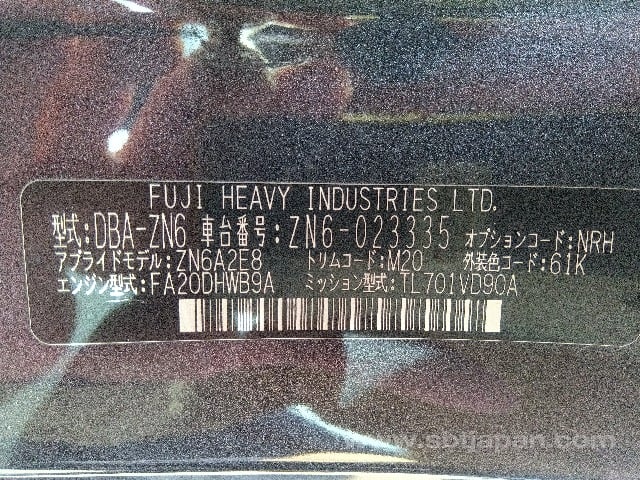 FUJI HEAVY INDUSTRIES LTD.
型式:DBA-ZN6 車台番号:ZN6-023335 オプションコード:NRH
アプライドモデル:ZN6A2E8 トリムコード:M20 外装色コード:61K
エンジン型式:FA20DHWB9A ミッション型式:TL701VD90A
www.sbtjapan.com